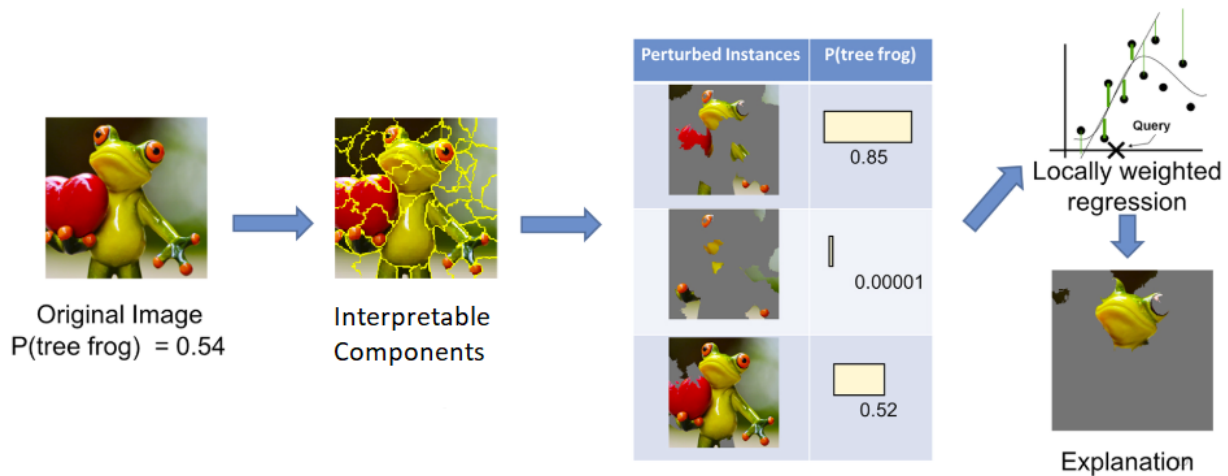 Original Image
P(tree frog) = 0.54
Interpretable
Components
Perturbed Instances
P(tree frog)
0.85
0.00001
0.52
Query
Locally weighted
regression
Explanation